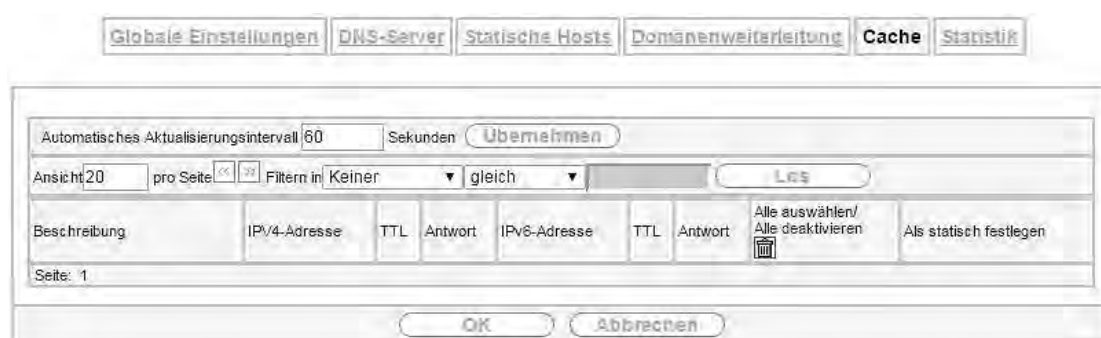 Globale Einstellungen DNS-Server Statische Hosts Domänenweiterleitung Cache Statistik
Automatisches Aktualisierungsintervall 60 Sekunden Übernehmen
Ansicht 20 pro Seite << >> Filtern in Keiner gleich Los
Beschreibung IPV4-Adresse TTL Antwort IPv6-Adresse TTL Antwort Alle auswählen/ Alle deaktivieren Als statisch festlegen
Seite: 1
OK Abbrechen